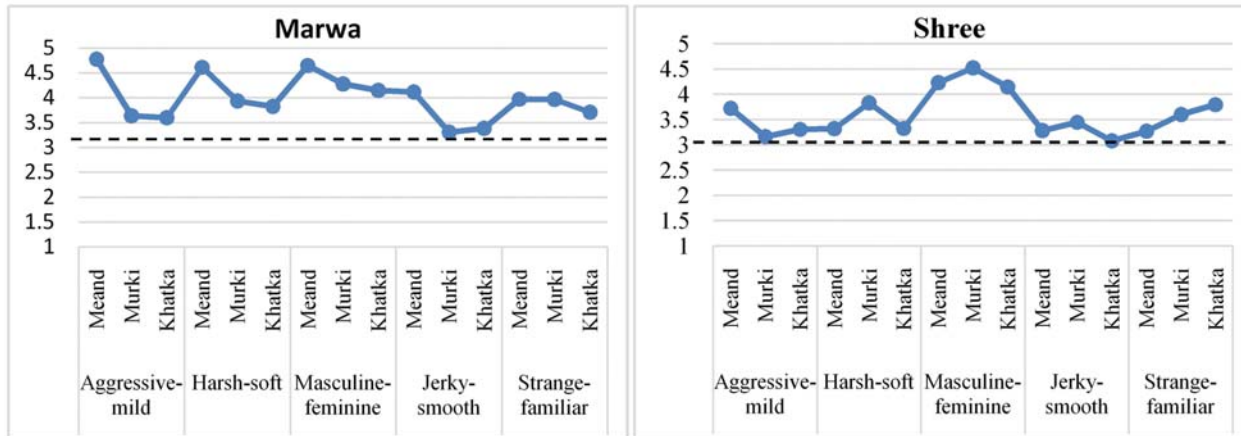 Marwa
5
4.5
4
3.5
3
2.5
2
1.5
1
Meand
Murki
Khatka
Meand
Murki
Khatka
Meand
Murki
Khatka
Meand
Murki
Khatka
Meand
Murki
Khatka
Aggressive-
mild
Harsh-soft
Masculine-
feminine
Jerky-
smooth
Strange-
familiar
Shree
5
4.5
4
3.5
3
2.5
2
1.5
1
Meand
Murki
Khatka
Meand
Murki
Khatka
Meand
Murki
Khatka
Meand
Murki
Khatka
Meand
Murki
Khatka
Aggressive-
mild
Harsh-soft
Masculine-
feminine
Jerky-
smooth
Strange-
familiar